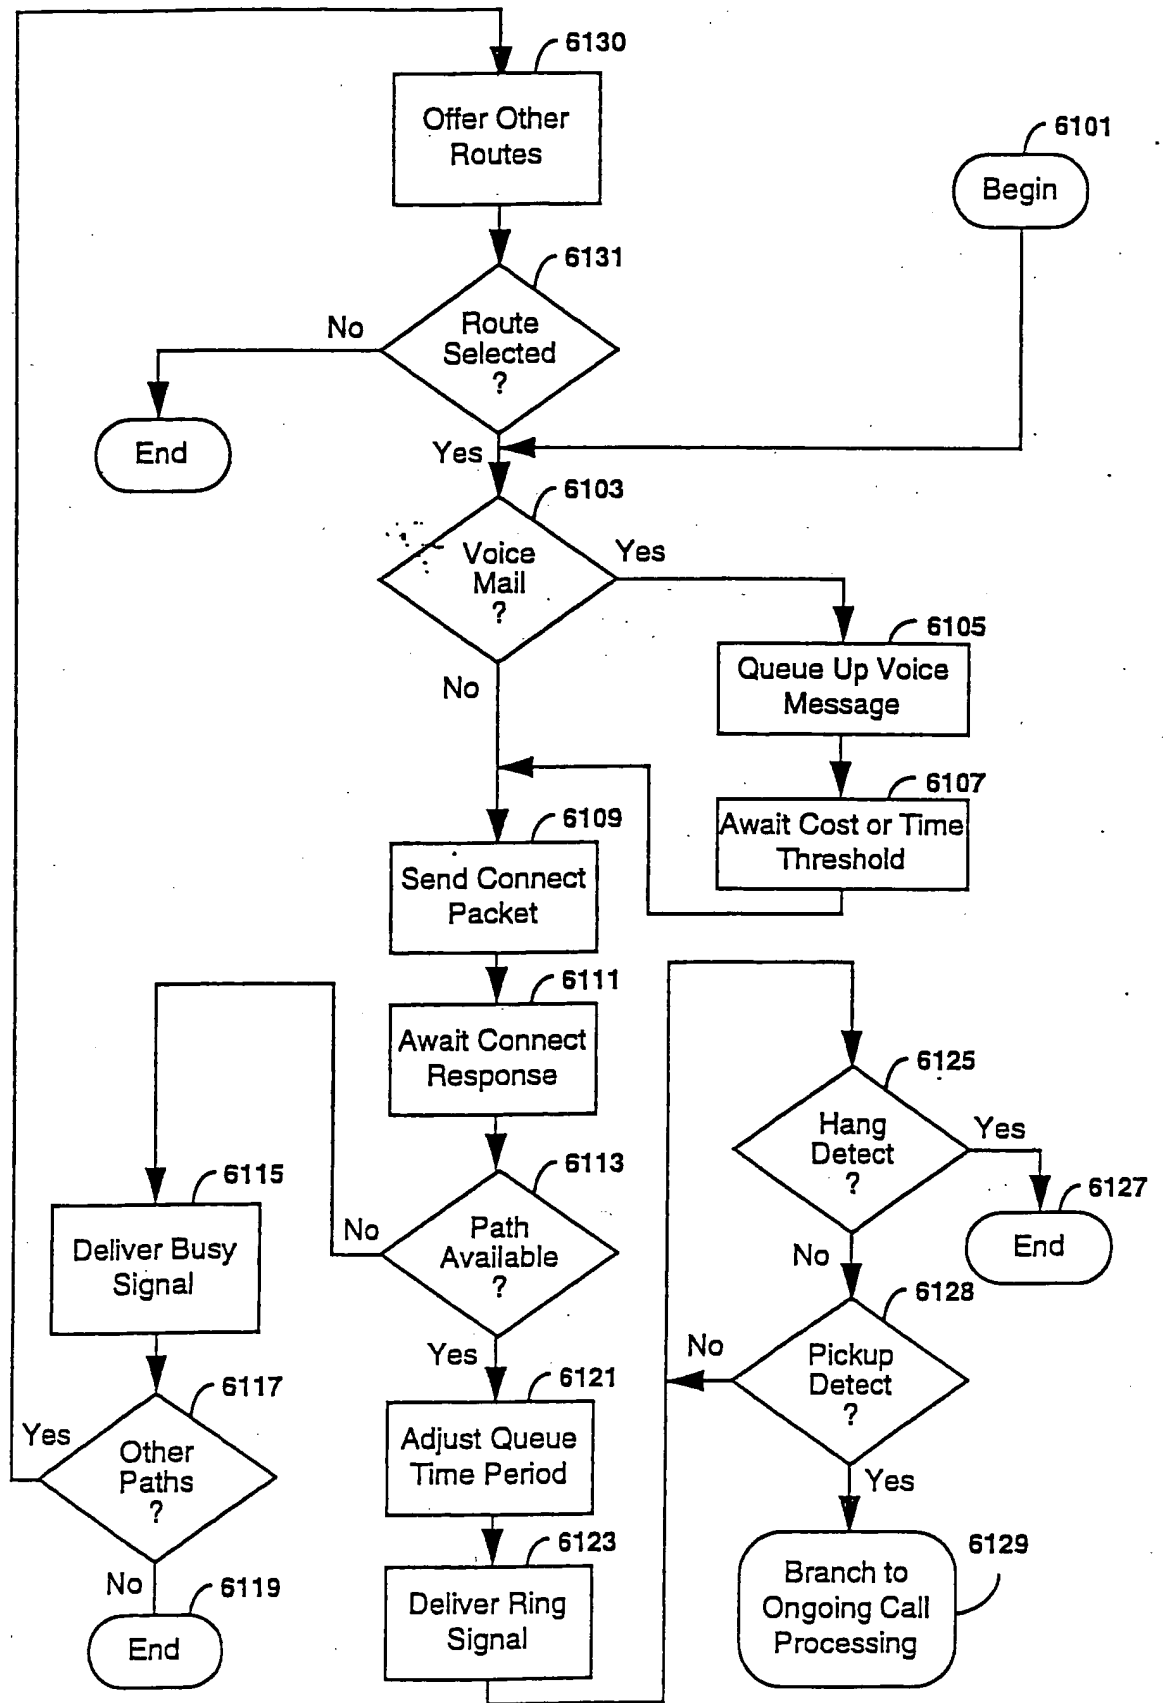 6130
Offer Other
Routes
6101
Begin
6131
Route
Selected
?
No
End
Yes
6103
Voice
Mail
?
Yes
No
6105
Queue Up Voice
Message
6107
Await Cost or Time
Threshold
6109
Send Connect
Packet
6111
Await Connect
Response
6113
Path
Available
?
No
Yes
6115
Deliver Busy
Signal
6117
Other
Paths
?
Yes
No
6119
End
6121
Adjust Queue
Time Period
6123
Deliver Ring
Signal
6125
Hang
Detect
?
Yes
6127
End
No
6128
Pickup
Detect
?
No
Yes
6129
Branch to
Ongoing Call
Processing